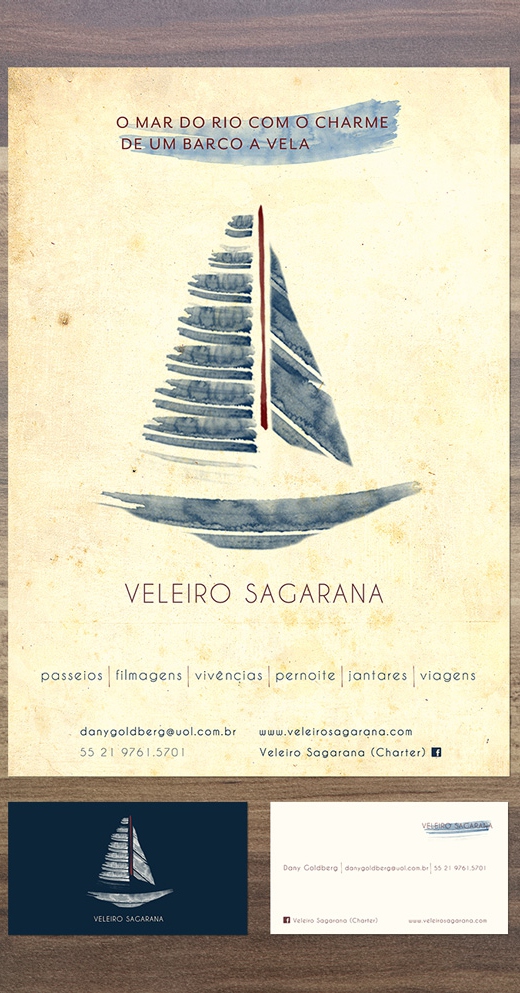 O MAR DO RIO COM O CHARME
DE UM BARCO A VELA
VELEIRO SAGARANA
passeios | filmagens | vivências | pernoite | jantares | viagens
danygoldberg@uol.com.br www.veleirosagarana.com
55 21 9761.5701 Veleiro Sagarana (Charter)
VELEIRO SAGARANA
VELEIRO SAGARANA
Dany Goldberg | danygoldberg@uol.com.br | 55 21 9761.5701
Veleiro Sagarana (Charter) www.veleirosagarana.com